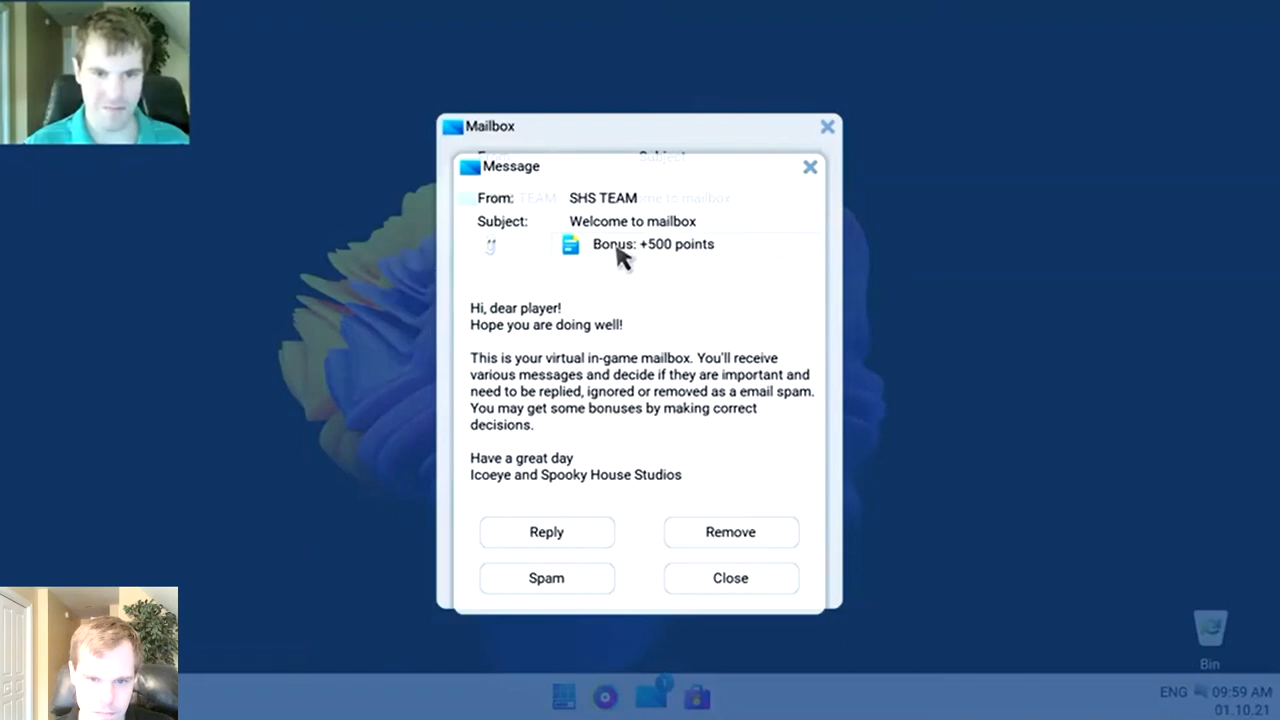 Mailbox
From Subject
Message
From: SHS TEAM
Subject: Welcome to mailbox
Bonus: +500 points
Hi, dear player!
Hope you are doing well!
This is your virtual in-game mailbox. You'll receive
various messages and decide if they are important and
need to be replied, ignored or removed as a email spam.
You may get some bonuses by making correct
decisions.
Have a great day
Icoeye and Spooky House Studios
Reply Remove
Spam Close
Bin
ENG 09:59 AM
01.10.21